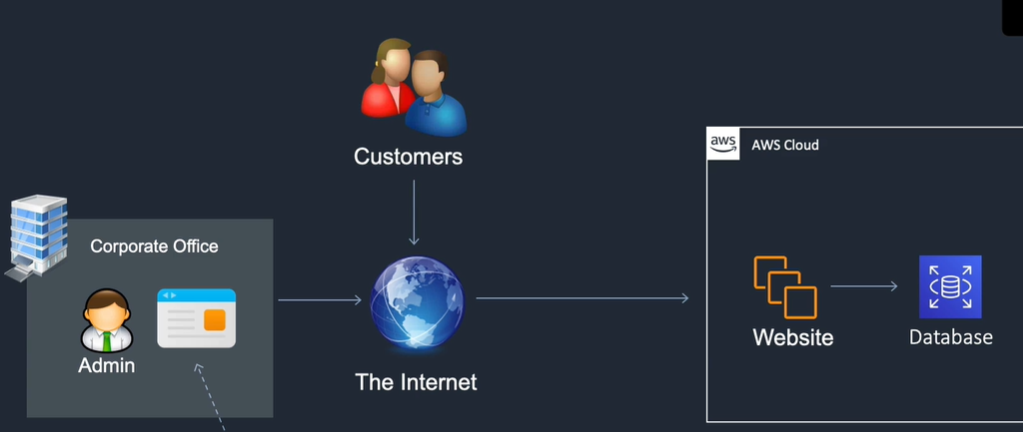 Customers
aws
AWS Cloud
Corporate Office
Admin
The Internet
Website
Database